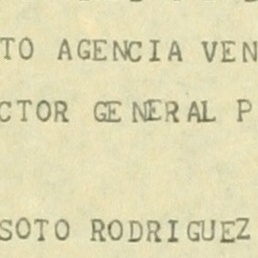 TO AGENCIA VEN
CTOR GENERAL P
SOTO RODRIGUEZ